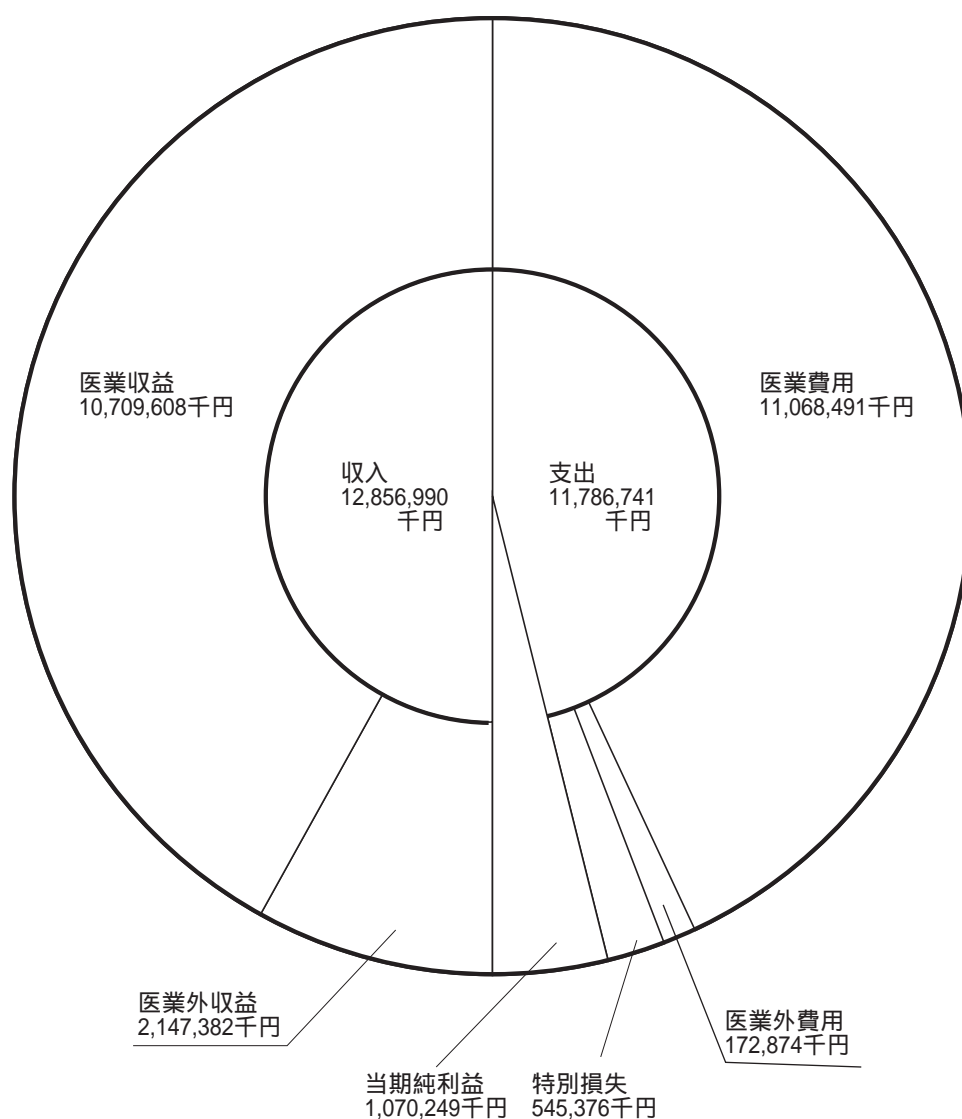 医業収益
10,709,608千円
医業費用
11,068,491千円
収入
12,856,990
千円
支出
11,786,741
千円
医業外収益
2,147,382千円
医業外費用
172,874千円
当期純利益
1,070,249千円
特別損失
545,376千円